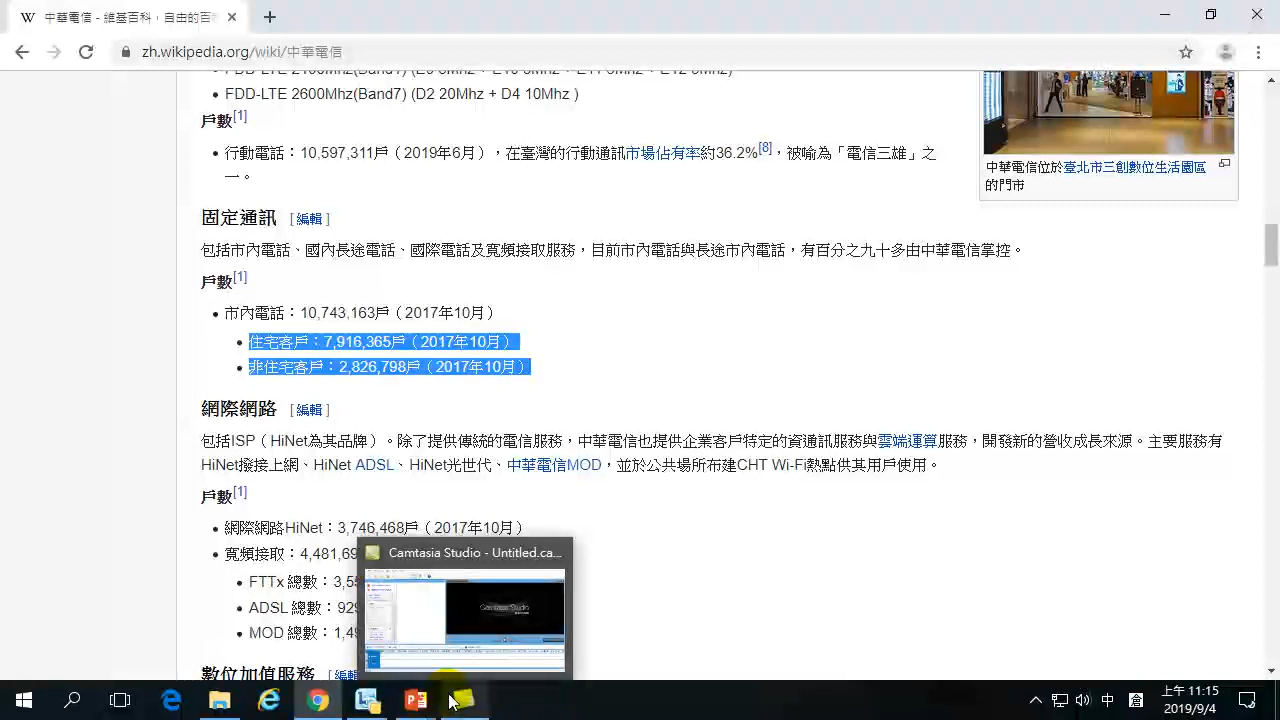 中華電信 - 維基百科，自由的百
zh.wikipedia.org/wiki/中華電信
FDD-LTE 2600Mhz(Band7) (D2 20Mhz + D4 10Mhz )
戶數[1]
行動電話：10,597,311戶（2019年6月），在臺灣的行動通訊市場佔有率約36.2%[8]，被喻為「電信三雄」之
一。
中華電信位於臺北市三創數位生活園區
的門市
固定通訊 [編輯]
包括市內電話、國內長途電話、國際電話及寬頻接取服務，目前市內電話與長途市內電話，有百分之九十多由中華電信掌控。
戶數[1]
市內電話：10,743,163戶（2017年10月）
住宅客戶：7,916,365戶（2017年10月）
非住宅客戶：2,826,798戶（2017年10月）
網際網路 [編輯]
包括ISP（HiNet為其品牌）。除了提供傳統的電信服務，中華電信也提供企業客戶特定的資通訊服務與雲端運算服務，開發新的營收成長來源。主要服務有
HiNet撥接上網、HiNet ADSL、HiNet光世代、中華電信MOD，並於公共場所布建CHT Wi-Fi熱點供其用戶使用。
戶數[1]
網際網路HiNet：3,746,468戶（2017年10月）
寬頻接取：4,481,69
FTTx 總數：3,5
ADSL 總數：929
MOD 總數：1,4
Camtasia Studio - Untitled.ca...
Camtasia Studio
數位加值服務 [編輯
中
倉
上午 11:15
2019/9/4